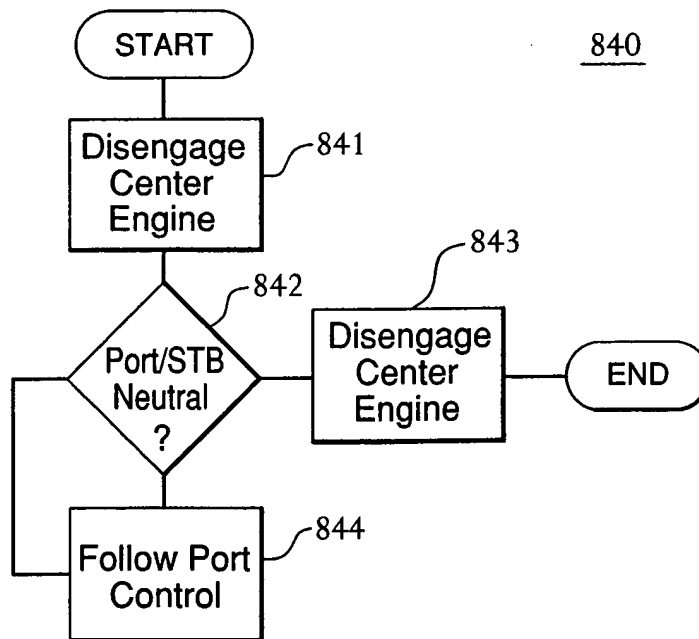 START
840
Disengage
Center
Engine
841
842
843
Port/STB
Neutral
?
Disengage
Center
Engine
END
844
Follow Port
Control